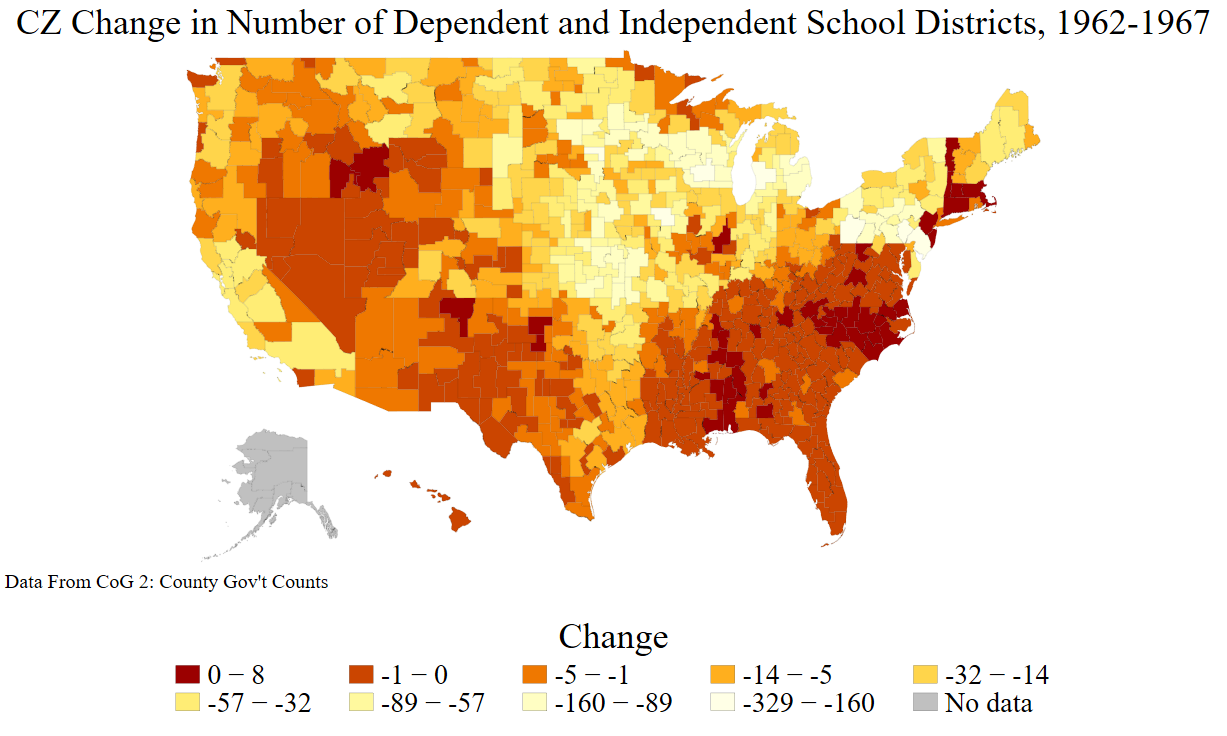 CZ Change in Number of Dependent and Independent School Districts, 1962-1967
Data From CoG 2: County Gov't Counts
Change
0 − 8
-1 − 0
-5 − -1
-14 − -5
-32 − -14
-57 − -32
-89 − -57
-160 − -89
-329 − -160
No data